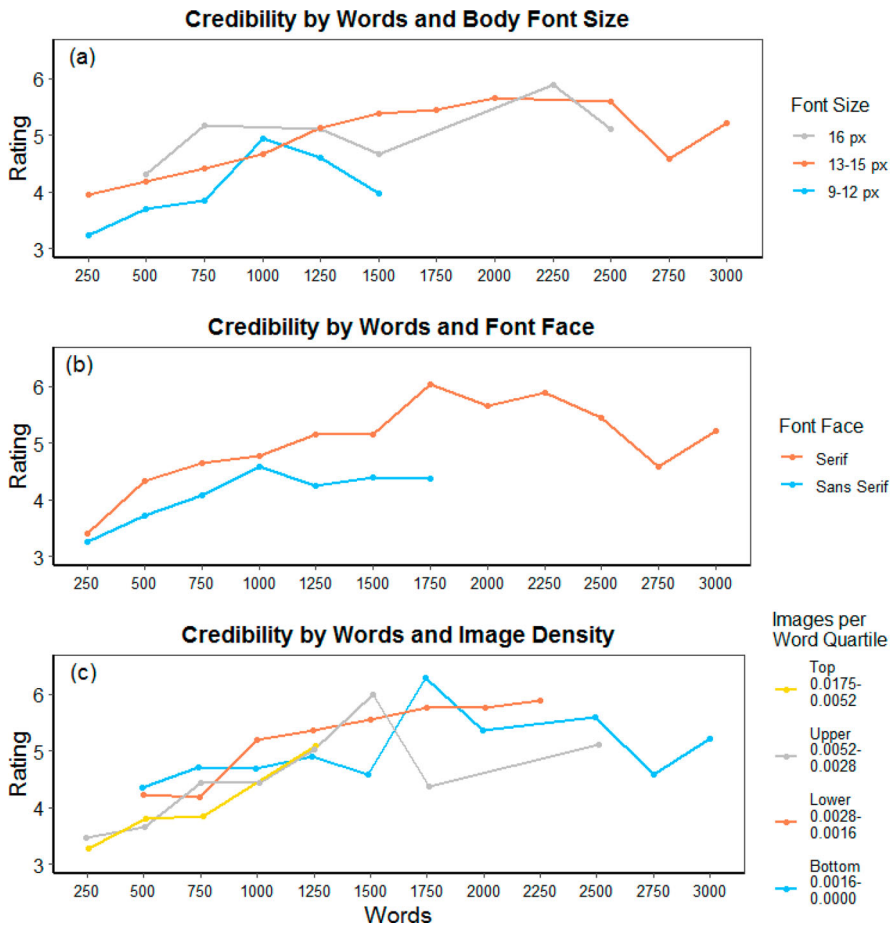 Credibility by Words and Body Font Size
(a)
6
5
4
3
Rating
250 500 750 1000 1250 1500 1750 2000 2250 2500 2750 3000
Font Size
16 px
13-15 px
9-12 px
Credibility by Words and Font Face
(b)
6
5
4
3
Rating
250 500 750 1000 1250 1500 1750 2000 2250 2500 2750 3000
Font Face
Serif
Sans Serif
Credibility by Words and Image Density
(c)
6
5
4
3
Rating
250 500 750 1000 1250 1500 1750 2000 2250 2500 2750 3000
Words
Images per
Word Quartile
Top
0.0175-
0.0052
Upper
0.0052-
0.0028
Lower
0.0028-
0.0016
Bottom
0.0016-
0.0000